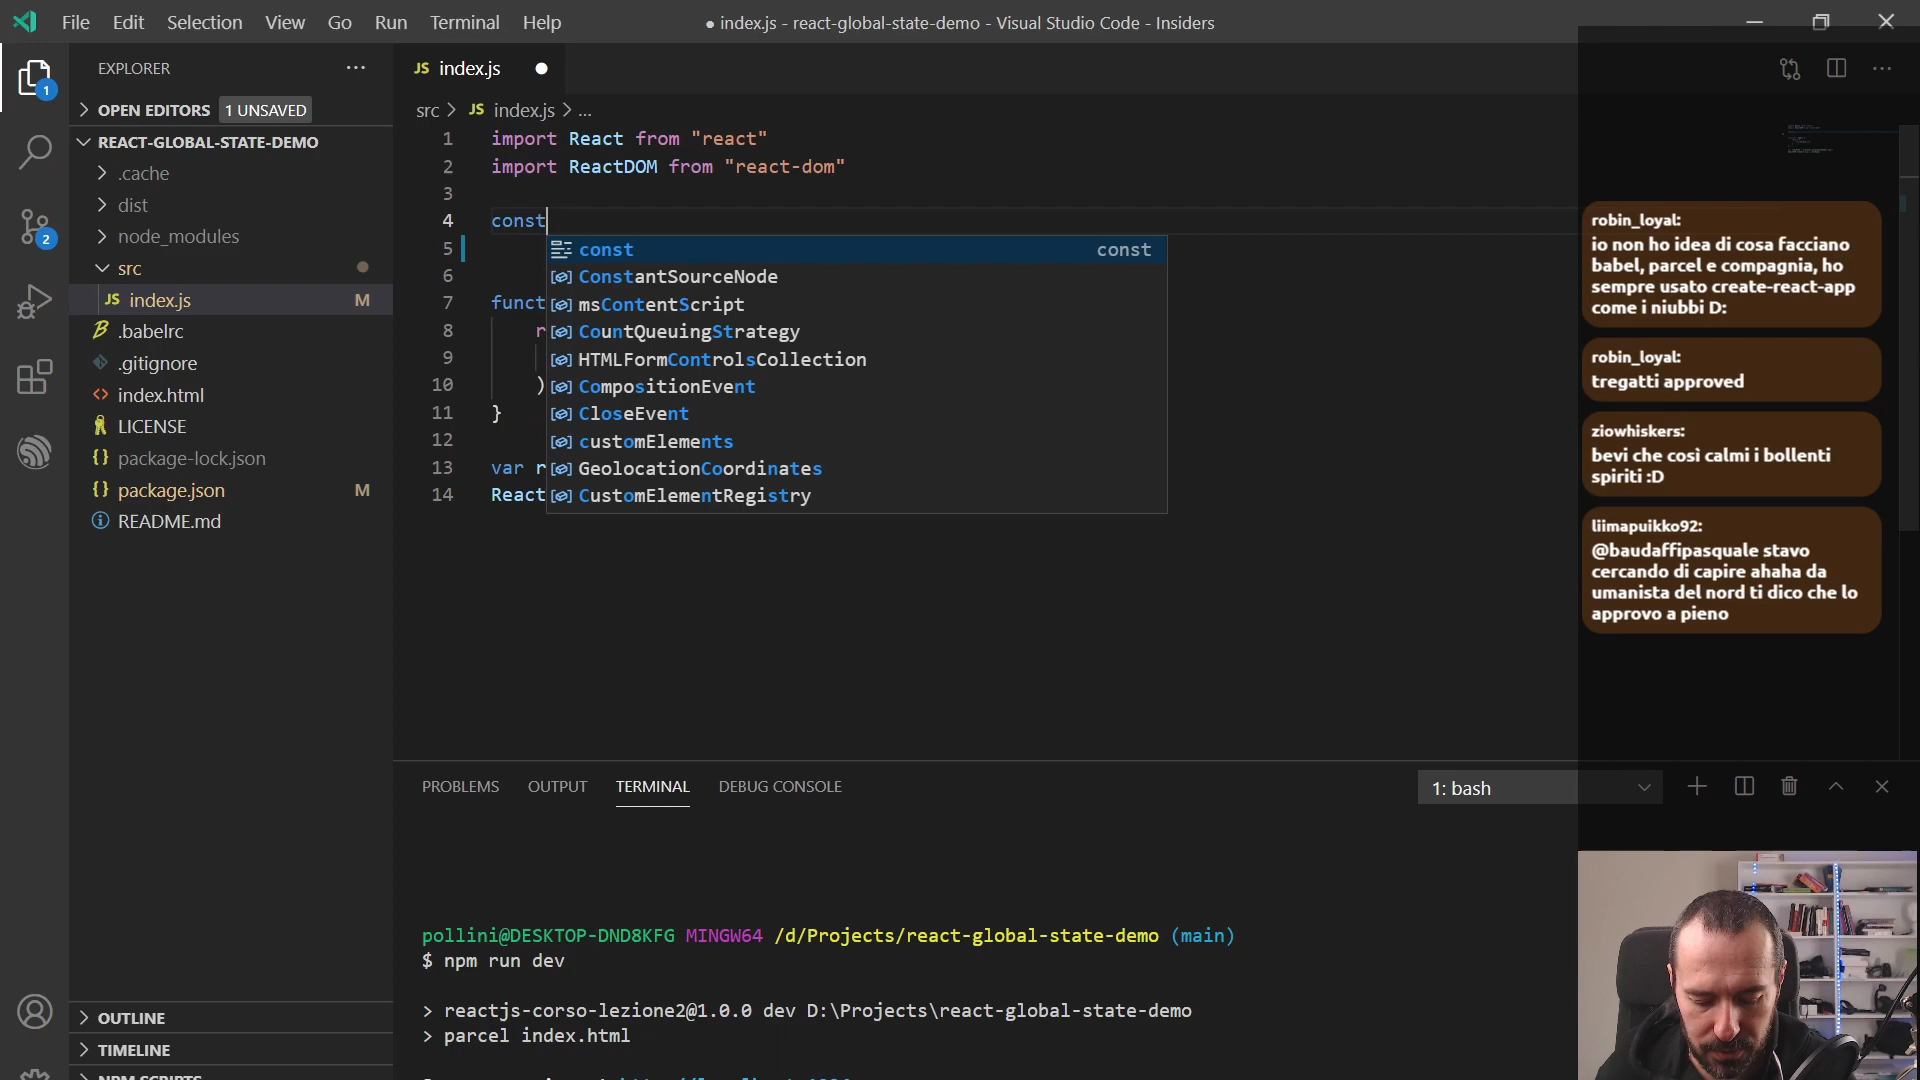 File Edit Selection View Go Run Terminal Help
● index.js - react-global-state-demo - Visual Studio Code - Insiders
EXPLORER
1
OPEN EDITORS 1 UNSAVED
REACT-GLOBAL-STATE-DEMO
.cache
dist
node_modules
2
src
JS index.js M
.babelrc
.gitignore
index.html
LICENSE
{} package-lock.json
{} package.json M
README.md
OUTLINE
TIMELINE
NPM SCRIPTS
JS index.js
src > JS index.js > ...
1 import React from "react"
2 import ReactDOM from "react-dom"
3
4 const
5
6
7 funct
8 r
9
10 )
11 }
12
13 var r
14 React
const const
ConstantSourceNode
msContentScript
CountQueuingStrategy
HTMLFormControlsCollection
CompositionEvent
CloseEvent
customElements
GeolocationCoordinates
CustomElementRegistry
robin_loyal:
io non ho idea di cosa facciano
babel, parcel e compagnia, ho
sempre usato create-react-app
come i niubbi D:
robin_loyal:
tregatti approved
ziowhiskers:
bevi che così calmi i bollenti
spiriti :D
liimapuikko92:
@baudaffipasquale stavo
cercando di capire ahaha da
umanista del nord ti dico che lo
approvo a pieno
PROBLEMS OUTPUT TERMINAL DEBUG CONSOLE
1: bash
pollini@DESKTOP-DND8KFG MINGW64 /d/Projects/react-global-state-demo (main)
$ npm run dev
> reactjs-corso-lezione2@1.0.0 dev D:\Projects\react-global-state-demo
> parcel index.html